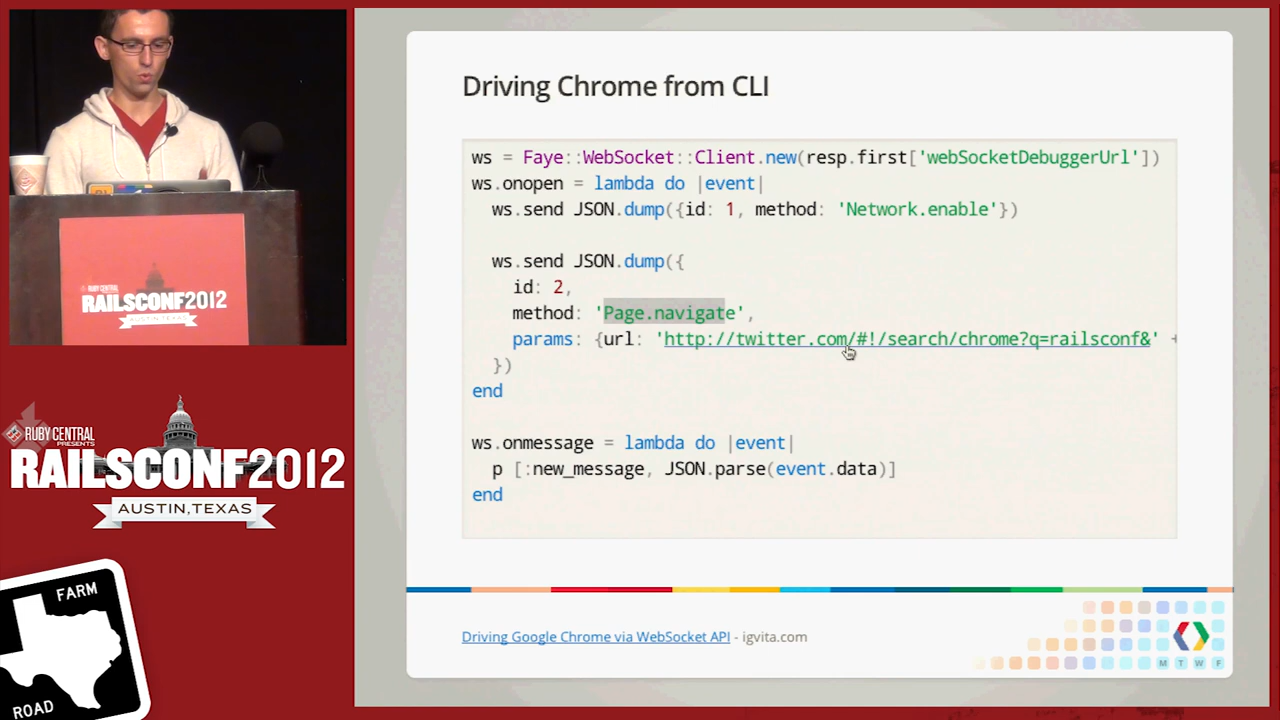 Driving Chrome from CLI
ws = Faye::WebSocket::Client.new(resp.first['webSocketDebuggerUrl'])
ws.onopen = lambda do |event|
ws.send JSON.dump({id: 1, method: 'Network.enable'})
ws.send JSON.dump({
id: 2,
method: 'Page.navigate',
params: {url: 'http://twitter.com/#!/search/chrome?q=railsconf&' +
})
end
ws.onmessage = lambda do |event|
p [:new_message, JSON.parse(event.data)]
end
Driving Google Chrome via WebSocket API - igvita.com
M T W F
RUBY CENTRAL
RAILSCONF2012
AUSTIN, TEXAS
RUBY CENTRAL
PRESENTS
RAILSCONF2012
AUSTIN, TEXAS
FARM
ROAD